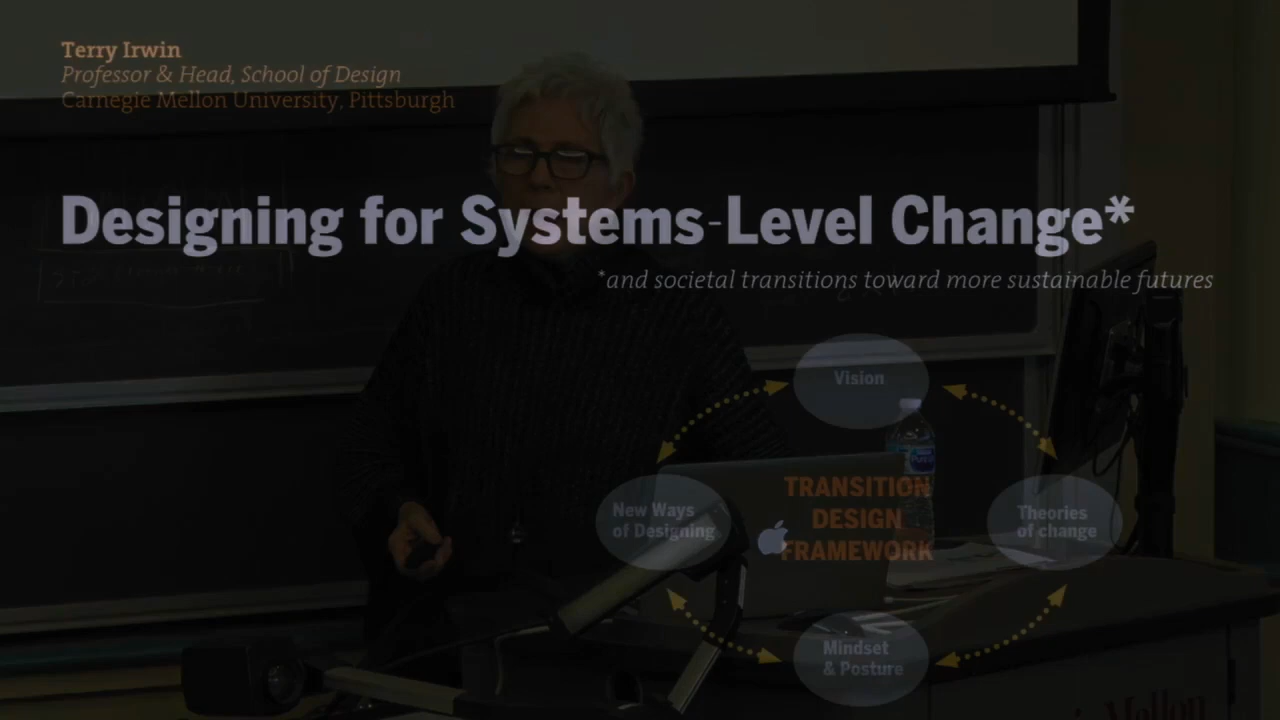 Terry Irwin
Professor & Head, School of Design
Carnegie Mellon University, Pittsburgh
Designing for Systems-Level Change*
*and societal transitions toward more sustainable futures
Vision
New Ways
of Designing
TRANSITION
DESIGN
FRAMEWORK
Theories
of change
Mindset
& Posture
Mellon